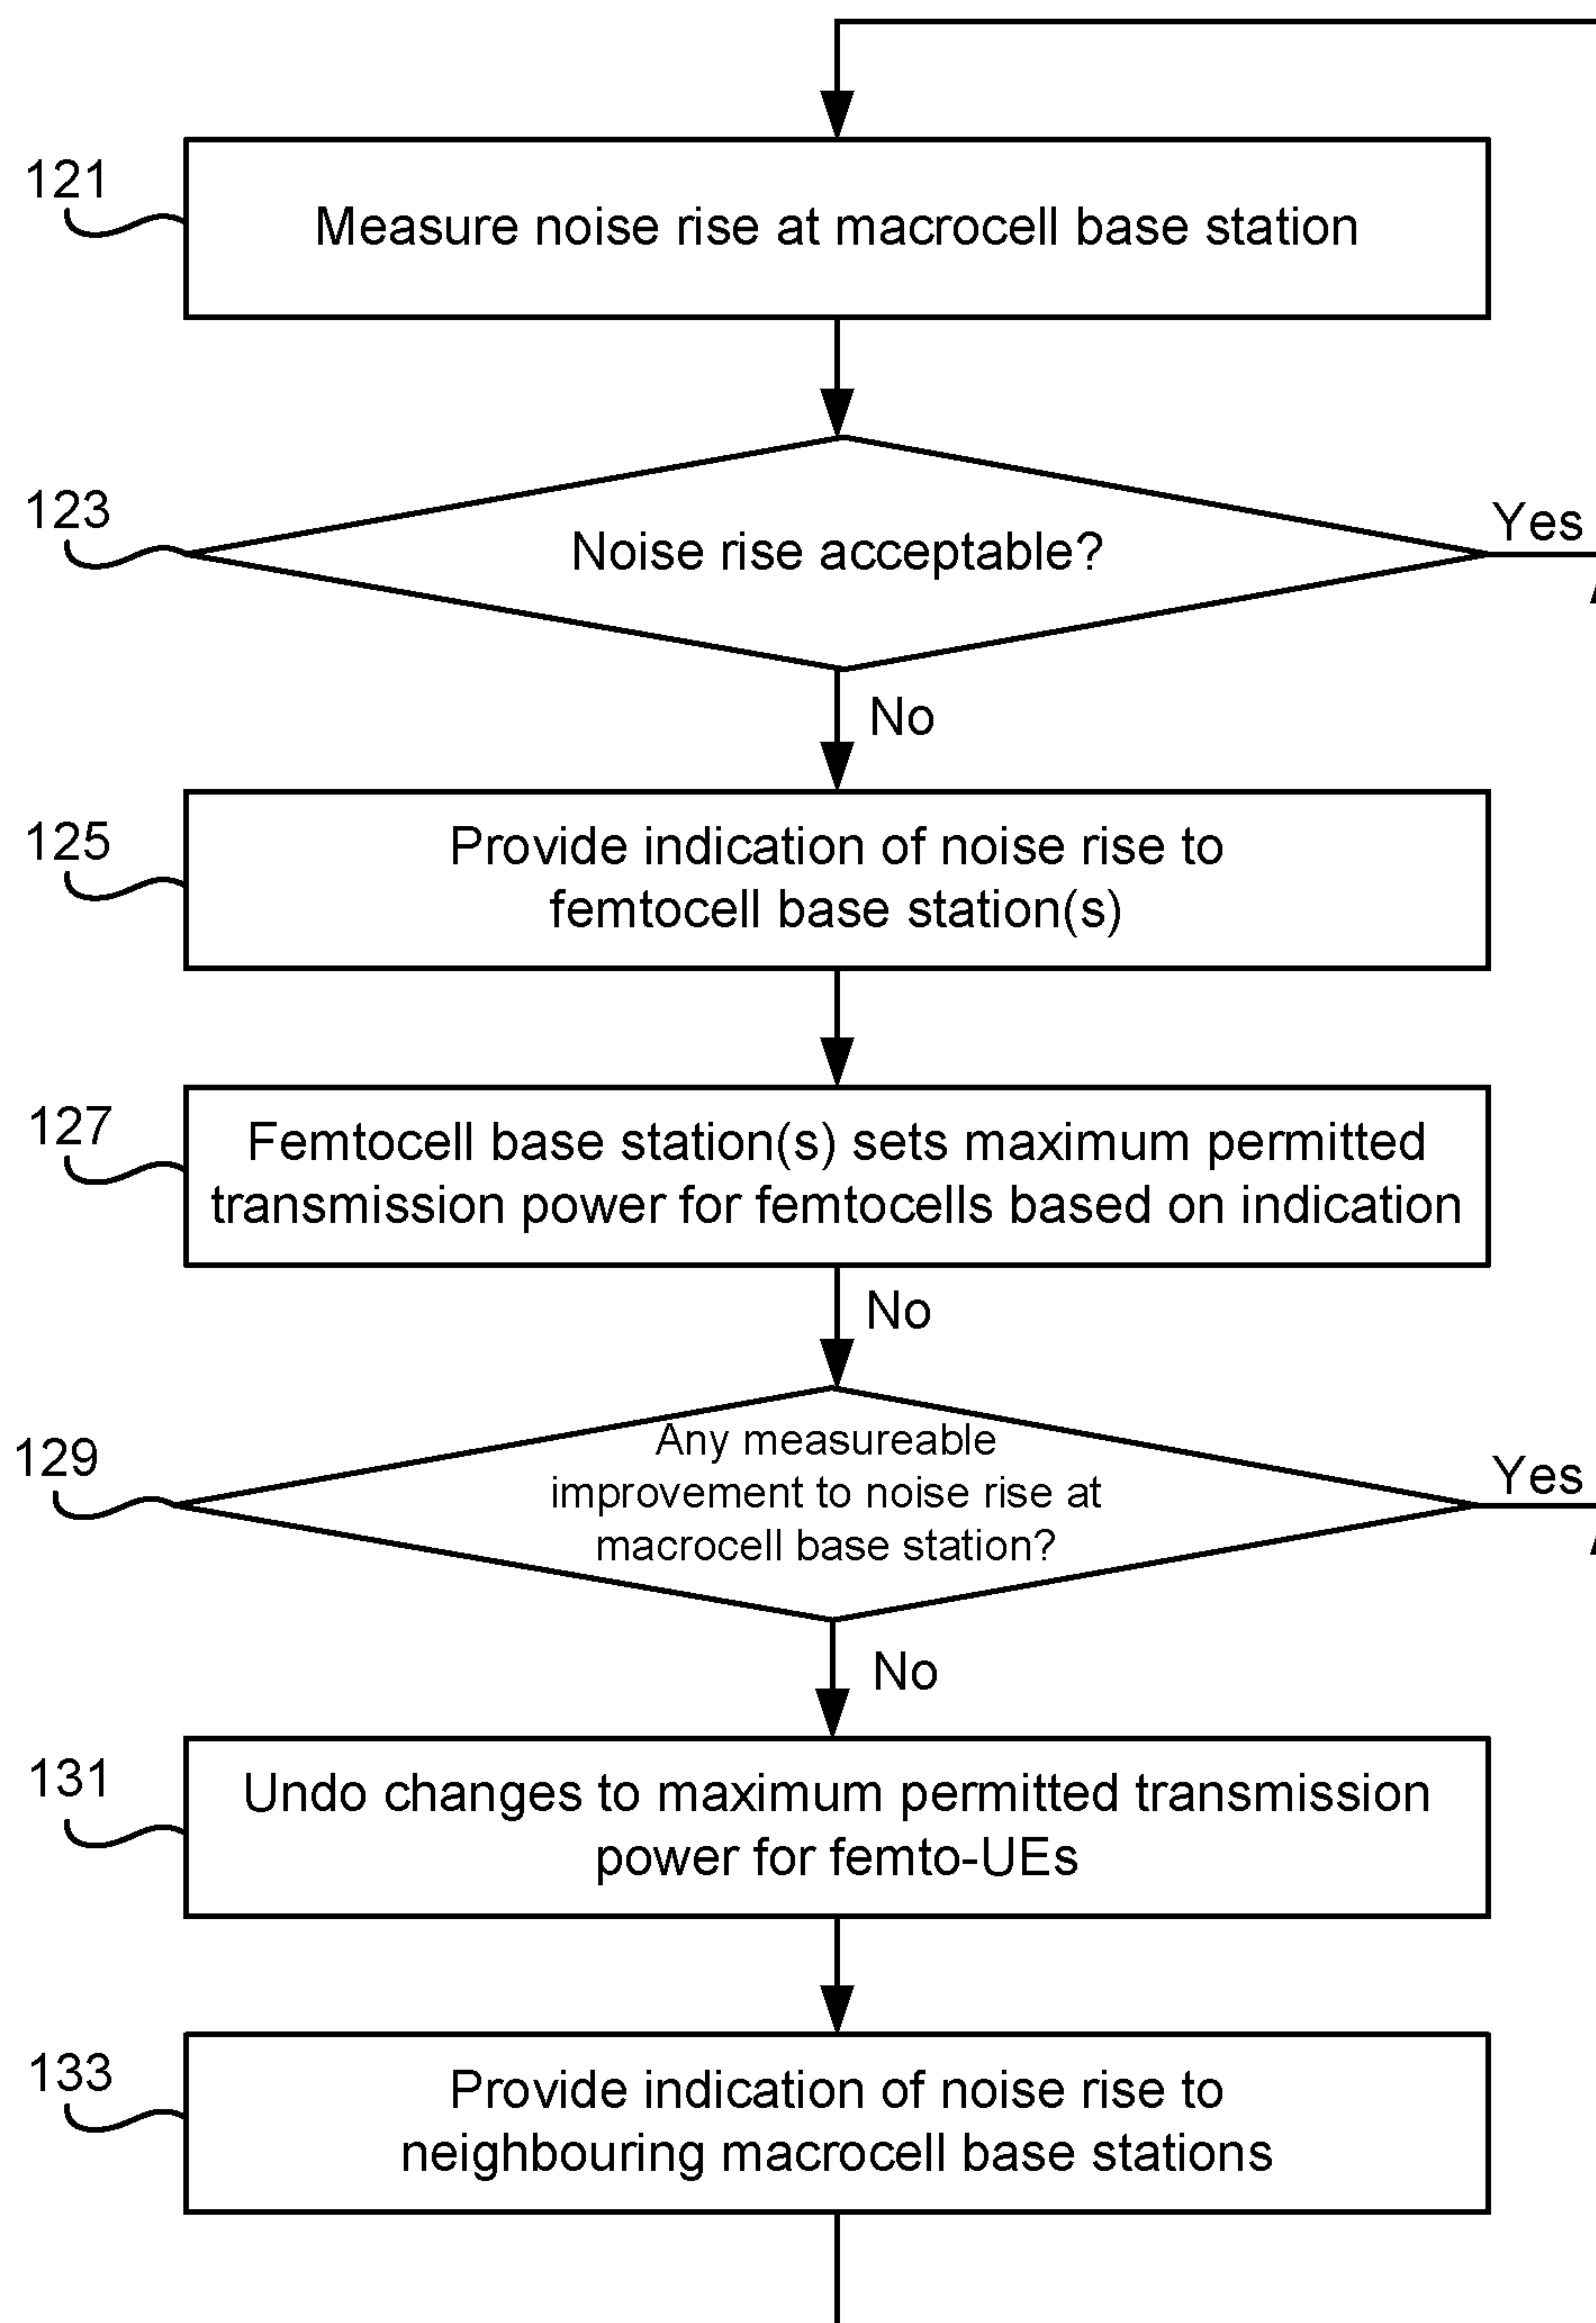 121
Measure noise rise at macrocell base station
123
Noise rise acceptable?
Yes
No
125
Provide indication of noise rise to
femtocell base station(s)
127
Femtocell base station(s) sets maximum permitted
transmission power for femtocells based on indication
No
129
Any measureable
improvement to noise rise at
macrocell base station?
Yes
No
131
Undo changes to maximum permitted transmission
power for femto-UEs
133
Provide indication of noise rise to
neighbouring macrocell base stations